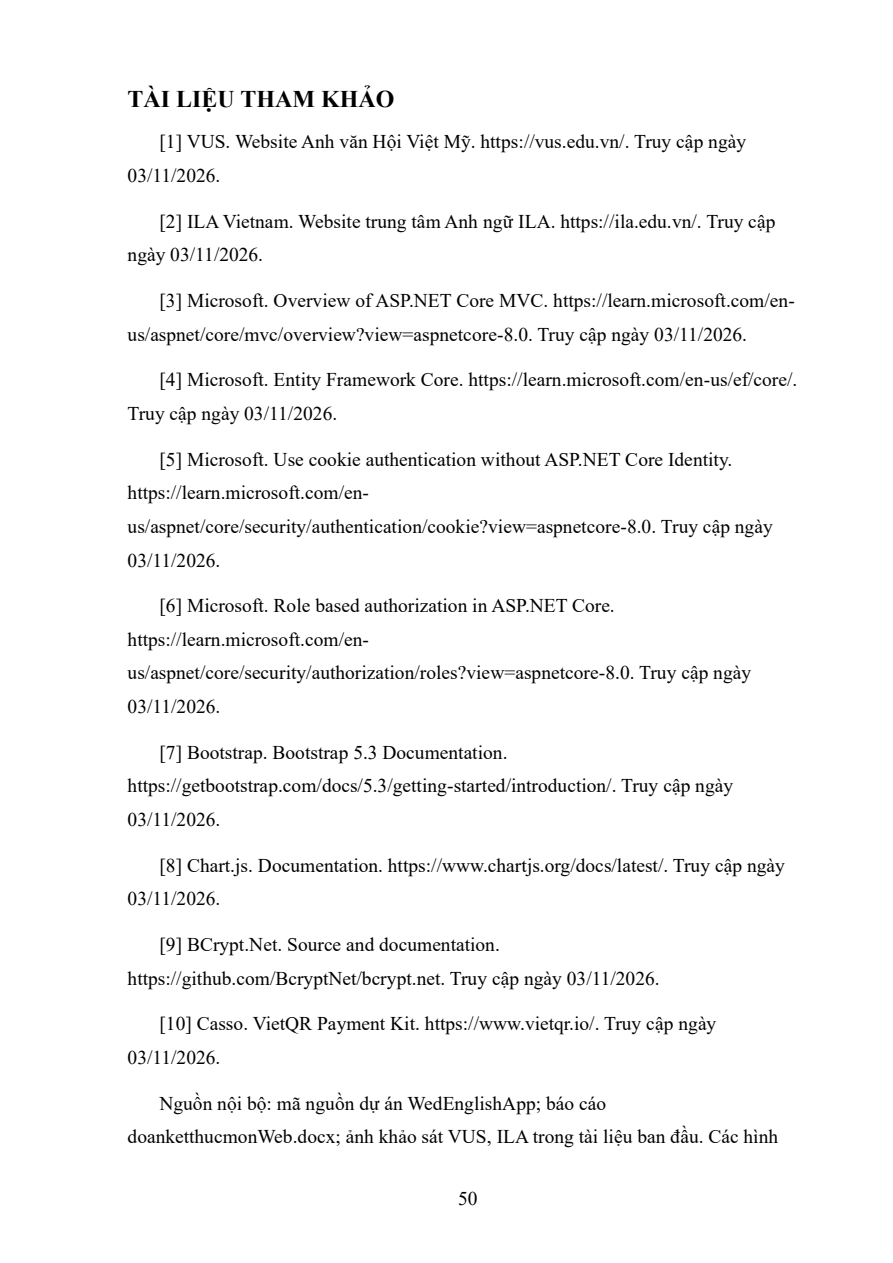 TÀI LIỆU THAM KHẢO
[1] VUS. Website Anh văn Hội Việt Mỹ. https://vus.edu.vn/. Truy cập ngày
03/11/2026.
[2] ILA Vietnam. Website trung tâm Anh ngữ ILA. https://ila.edu.vn/. Truy cập
ngày 03/11/2026.
[3] Microsoft. Overview of ASP.NET Core MVC. https://learn.microsoft.com/en-
us/aspnet/core/mvc/overview?view=aspnetcore-8.0. Truy cập ngày 03/11/2026.
[4] Microsoft. Entity Framework Core. https://learn.microsoft.com/en-us/ef/core/.
Truy cập ngày 03/11/2026.
[5] Microsoft. Use cookie authentication without ASP.NET Core Identity.
https://learn.microsoft.com/en-
us/aspnet/core/security/authentication/cookie?view=aspnetcore-8.0. Truy cập ngày
03/11/2026.
[6] Microsoft. Role based authorization in ASP.NET Core.
https://learn.microsoft.com/en-
us/aspnet/core/security/authorization/roles?view=aspnetcore-8.0. Truy cập ngày
03/11/2026.
[7] Bootstrap. Bootstrap 5.3 Documentation.
https://getbootstrap.com/docs/5.3/getting-started/introduction/. Truy cập ngày
03/11/2026.
[8] Chart.js. Documentation. https://www.chartjs.org/docs/latest/. Truy cập ngày
03/11/2026.
[9] BCrypt.Net. Source and documentation.
https://github.com/BcryptNet/bcrypt.net. Truy cập ngày 03/11/2026.
[10] Casso. VietQR Payment Kit. https://www.vietqr.io/. Truy cập ngày
03/11/2026.
Nguồn nội bộ: mã nguồn dự án WedEnglishApp; báo cáo
doanketthucmonWeb.docx; ảnh khảo sát VUS, ILA trong tài liệu ban đầu. Các hình
50